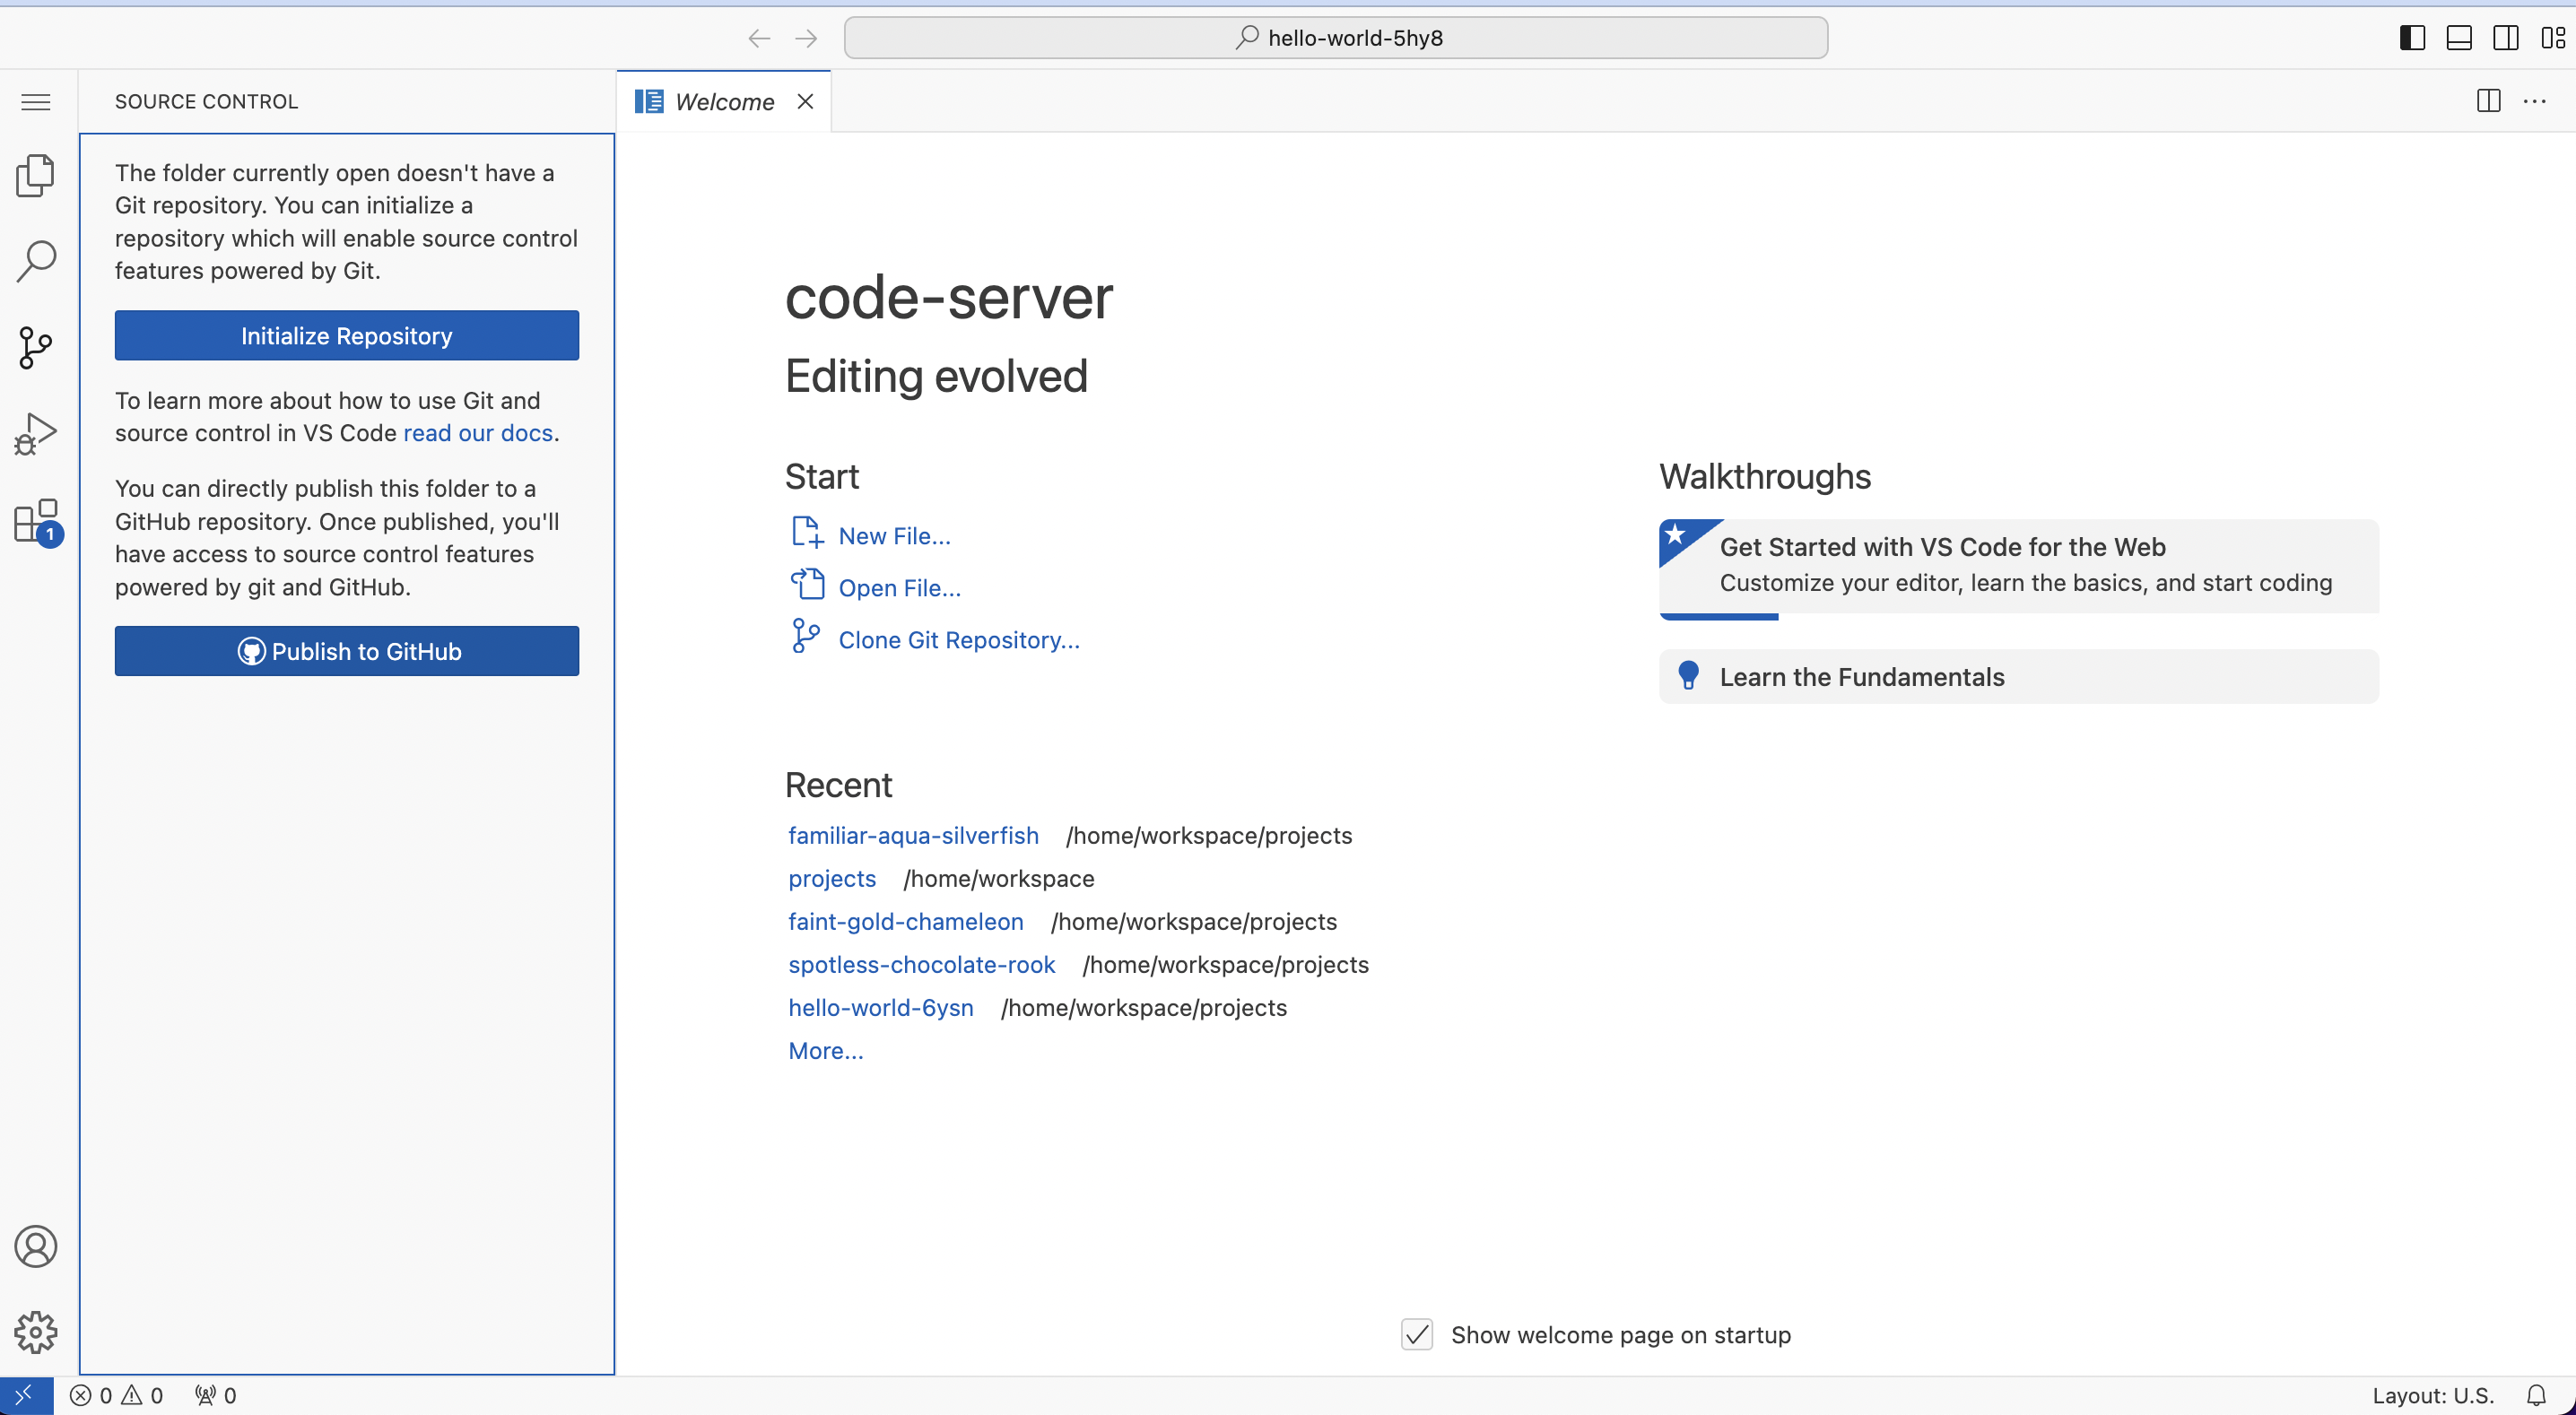 hello-world-5hy8
SOURCE CONTROL
Welcome
The folder currently open doesn't have a
Git repository. You can initialize a
repository which will enable source control
features powered by Git.
Initialize Repository
To learn more about how to use Git and
source control in VS Code read our docs.
You can directly publish this folder to a
GitHub repository. Once published, you'll
have access to source control features
powered by git and GitHub.
Publish to GitHub
1
code-server
Editing evolved
Start
New File...
Open File...
Clone Git Repository...
Walkthroughs
Get Started with VS Code for the Web
Customize your editor, learn the basics, and start coding
Learn the Fundamentals
Recent
familiar-aqua-silverfish /home/workspace/projects
projects /home/workspace
faint-gold-chameleon /home/workspace/projects
spotless-chocolate-rook /home/workspace/projects
hello-world-6ysn /home/workspace/projects
More...
Show welcome page on startup
0 0 0
Layout: U.S.